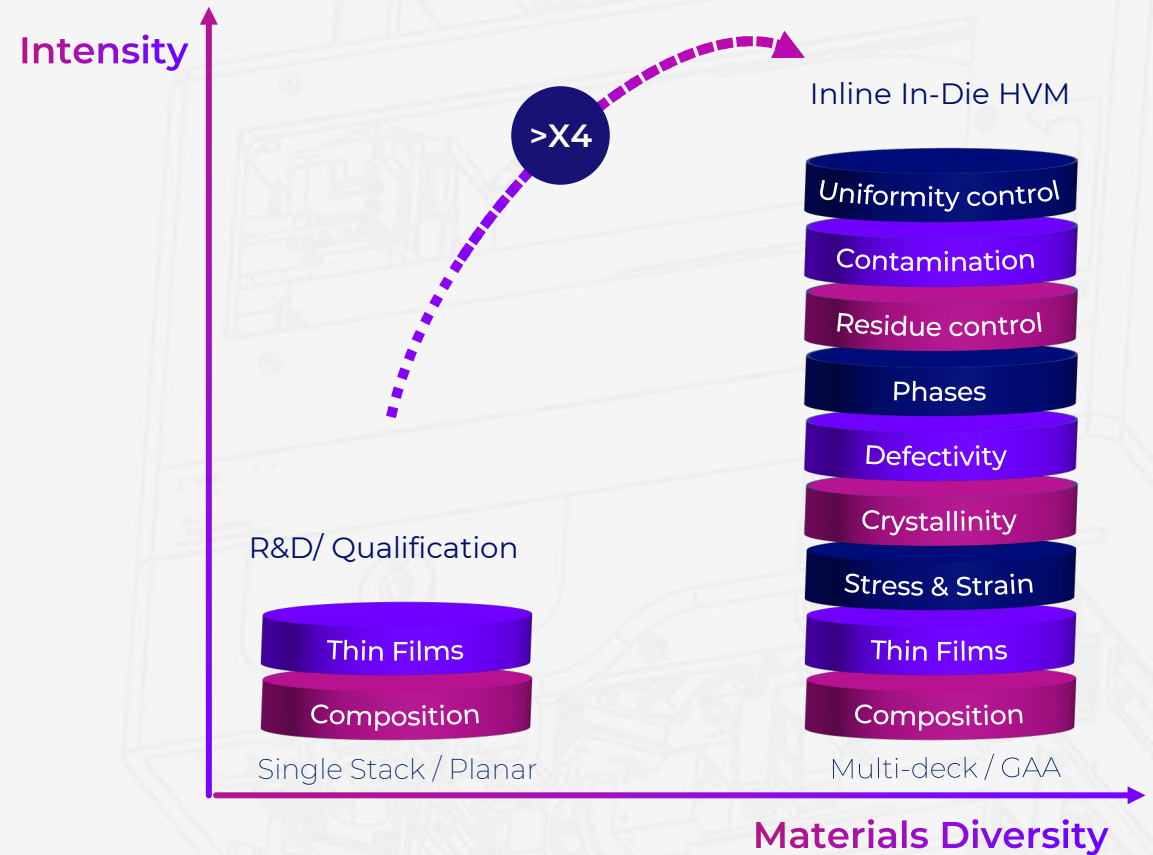 Intensity
>X4
Inline In-Die HVM
Uniformity control
Contamination
Residue control
Phases
Defectivity
Crystallinity
Stress & Strain
Thin Films
Composition
Multi-deck / GAA
R&D/ Qualification
Thin Films
Composition
Single Stack / Planar
Materials Diversity